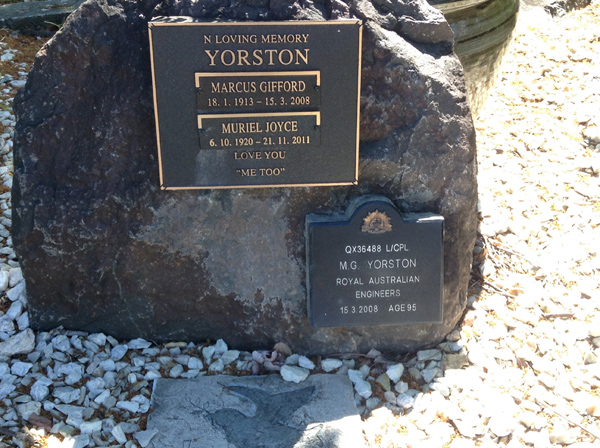 N LOVING MEMORY
YORSTON
MARCUS GIFFORD
18. 1. 1913 – 15. 3. 2008
MURIEL JOYCE
6. 10. 1920 – 21. 11. 2011
LOVE YOU
"ME TOO"
QX36488 L/CPL
M.G. YORSTON
ROYAL AUSTRALIAN
ENGINEERS
15.3.2008 AGE 95